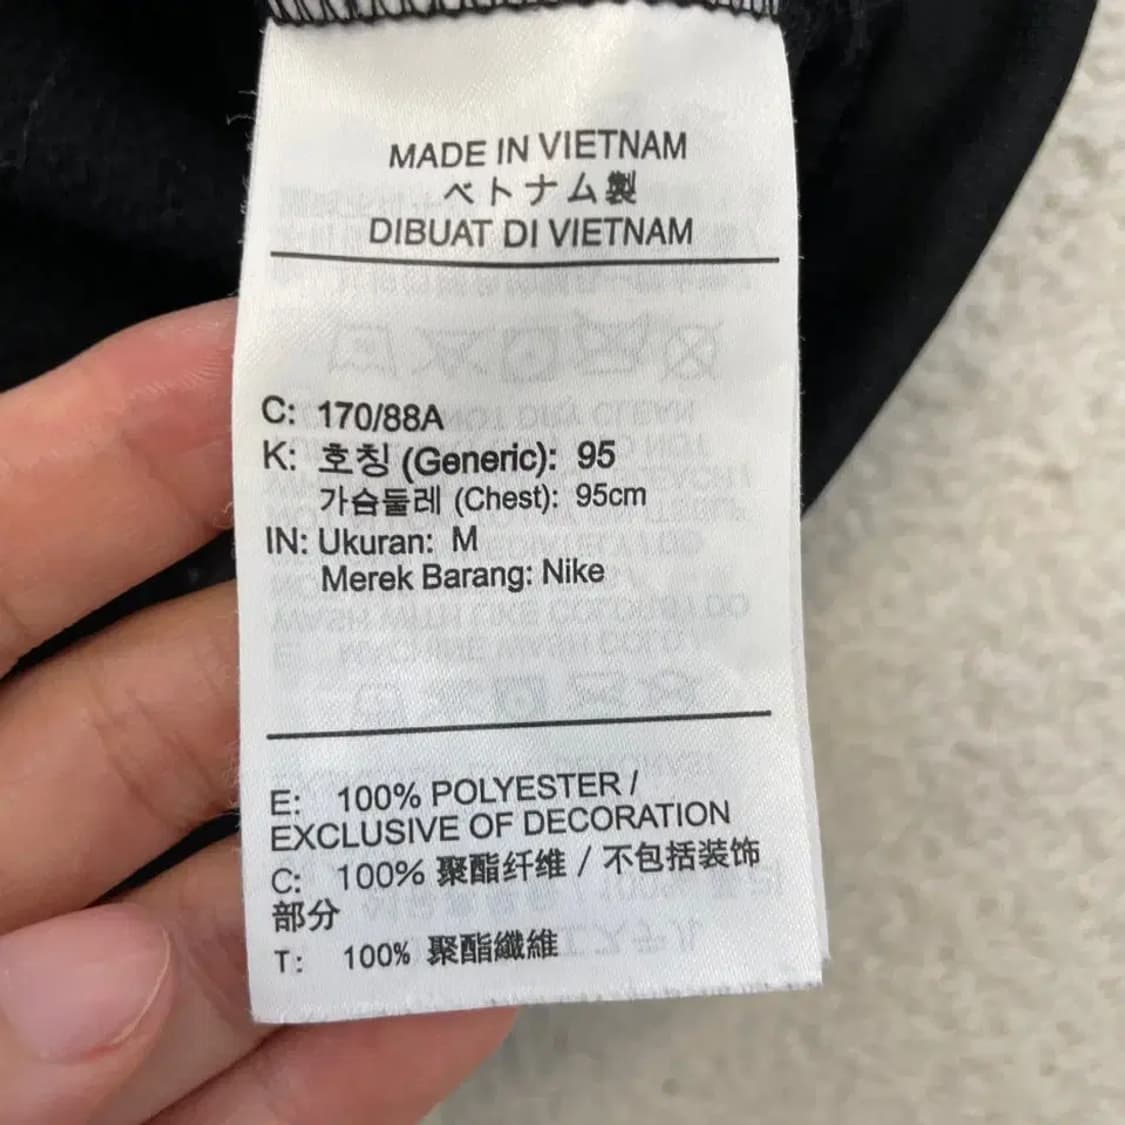 MADE IN VIETNAM
ベトナム製
DIBUAT DI VIETNAM
C: 170/88A
K: 호칭 (Generic): 95
가슴둘레 (Chest): 95cm
IN: Ukuran: M
Merek Barang: Nike
E: 100% POLYESTER /
EXCLUSIVE OF DECORATION
C: 100% 聚酯纤维 / 不包括装饰
部分
T: 100% 聚酯纖維